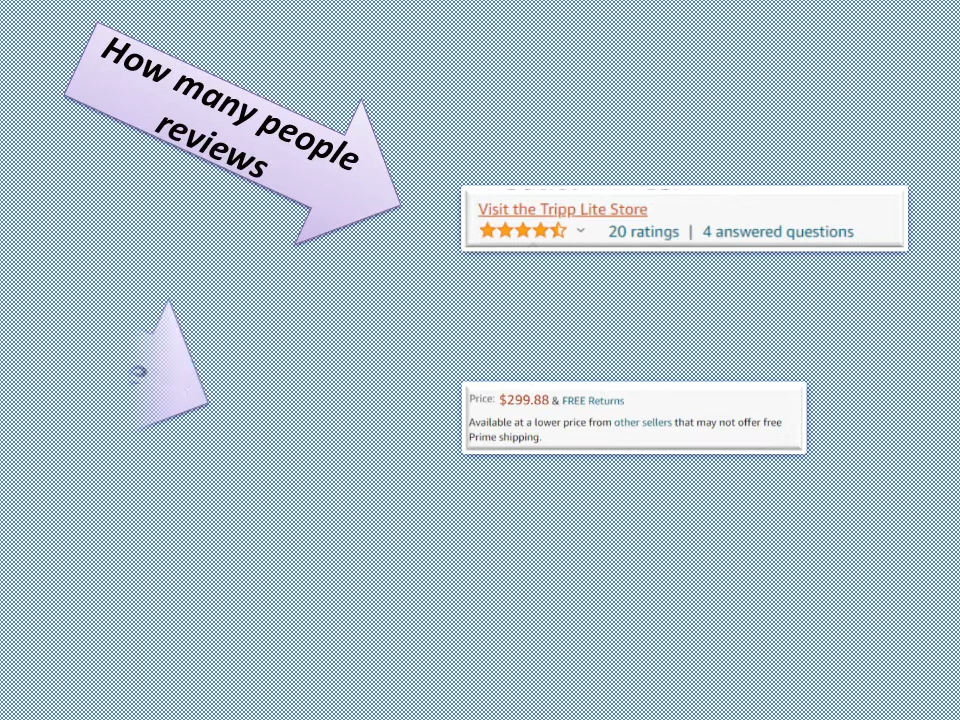 How many people
reviews
Visit the Tripp Lite Store
20 ratings | 4 answered questions
Price: $299.88 & FREE Returns
Available at a lower price from other sellers that may not offer free
Prime shipping.